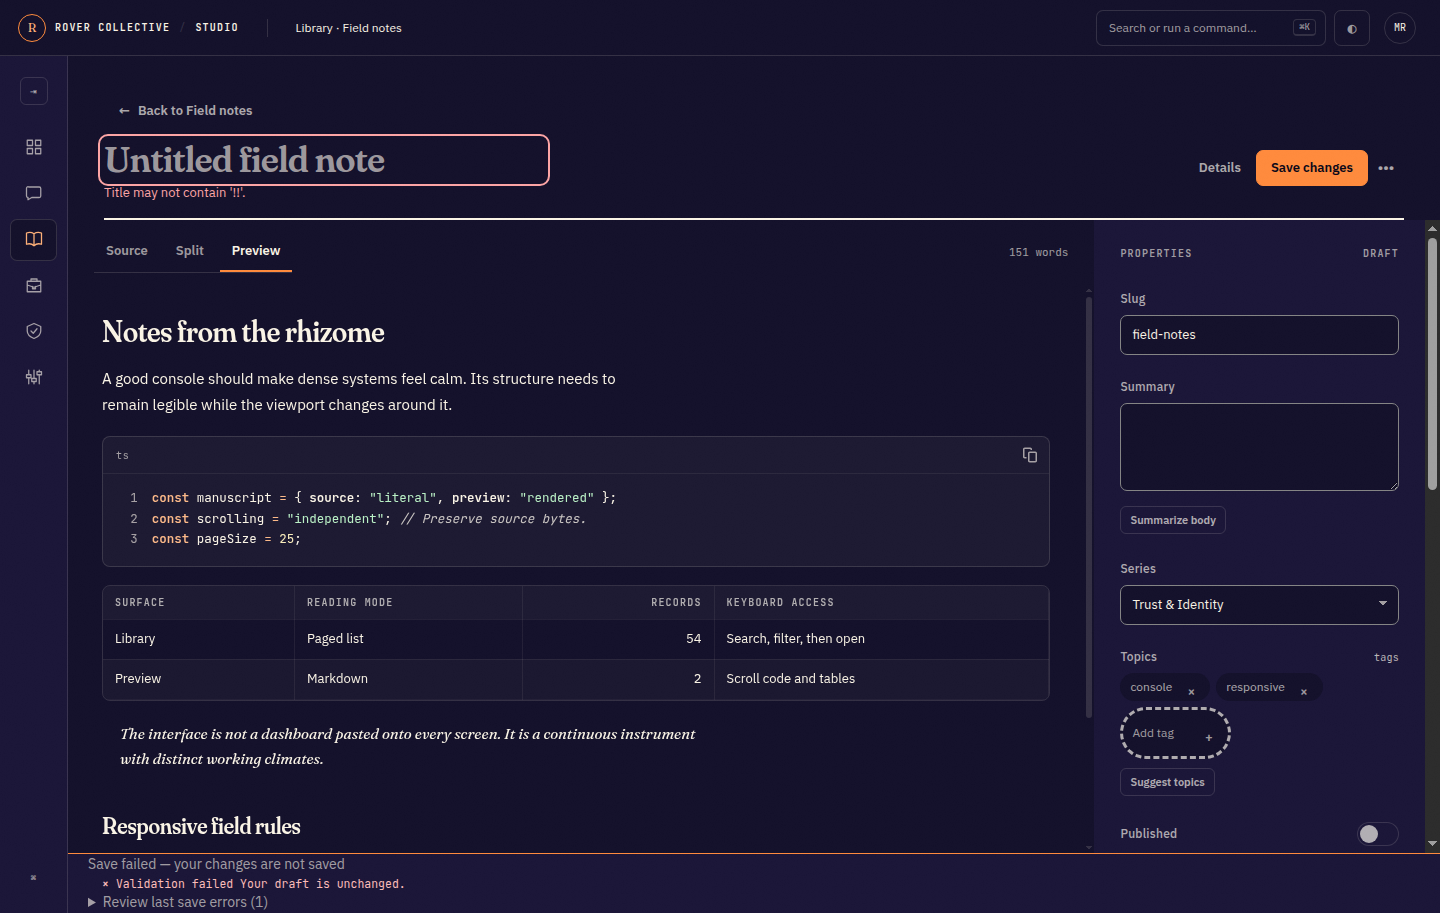 R ROVER COLLECTIVE / STUDIO Library · Field notes Search or run a command... ⌘K ◐ MR
← Back to Field notes
Untitled field note
Title may not contain '!!'.
Details Save changes •••
Source Split Preview 151 words
Notes from the rhizome
A good console should make dense systems feel calm. Its structure needs to
remain legible while the viewport changes around it.
ts
1 const manuscript = { source: "literal", preview: "rendered" };
2 const scrolling = "independent"; // Preserve source bytes.
3 const pageSize = 25;
SURFACE READING MODE RECORDS KEYBOARD ACCESS
Library Paged list 54 Search, filter, then open
Preview Markdown 2 Scroll code and tables
The interface is not a dashboard pasted onto every screen. It is a continuous instrument
with distinct working climates.
Responsive field rules
PROPERTIES DRAFT
Slug
field-notes
Summary
Summarize body
Series
Trust & Identity
Topics tags
console × responsive ×
Add tag +
Suggest topics
Published
Save failed — your changes are not saved
× Validation failed Your draft is unchanged.
▶ Review last save errors (1)
⌘